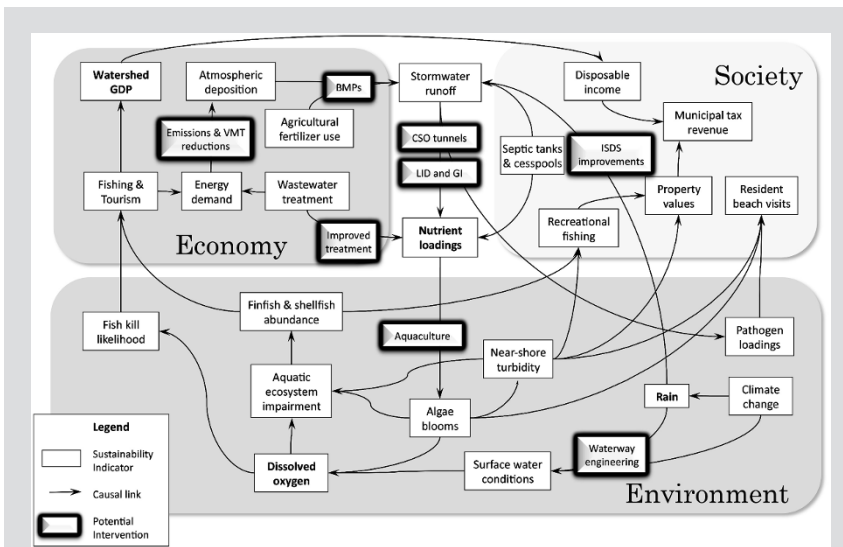 Watershed
GDP
Atmospheric
deposition
BMPs
Stormwater
runoff
Disposable
income
Society
Agricultural
fertilizer use
Municipal tax
revenue
Emissions & VMT
reductions
CSO tunnels
Septic tanks
& cesspools
ISDS
improvements
Fishing &
Tourism
Energy
demand
Wastewater
treatment
LID and GI
Property
values
Resident
beach visits
Economy
Improved
treatment
Nutrient
loadings
Recreational
fishing
Finfish & shellfish
abundance
Fish kill
likelihood
Aquaculture
Near-shore
turbidity
Pathogen
loadings
Aquatic
ecosystem
impairment
Algae
blooms
Rain
Climate
change
Dissolved
oxygen
Surface water
conditions
Waterway
engineering
Environment
Legend
Sustainability
Indicator
Causal link
Potential
Intervention